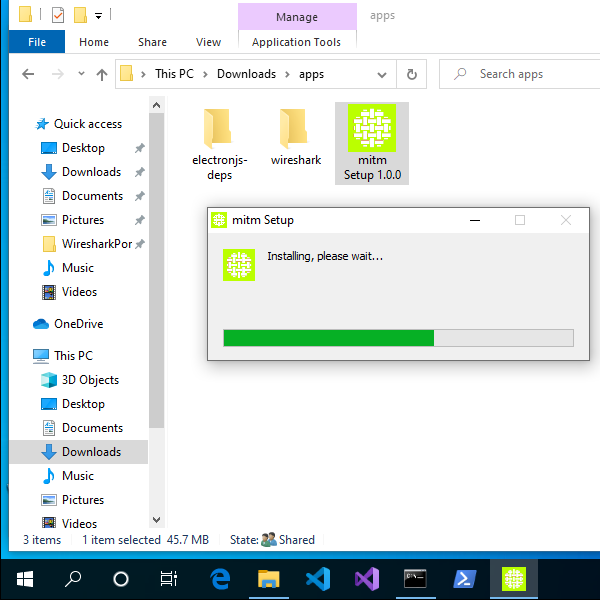 Manage
apps
File
Home
Share
View
Application Tools
This PC
Downloads
apps
Search apps
Quick access
Desktop
Downloads
Documents
Pictures
WiresharkPor
Music
Videos
OneDrive
This PC
3D Objects
Desktop
Documents
Downloads
Music
Pictures
Videos
electronjs-
deps
wireshark
mitm
Setup 1.0.0
mitm Setup
Installing, please wait...
3 items
1 item selected 45.7 MB
State: Shared